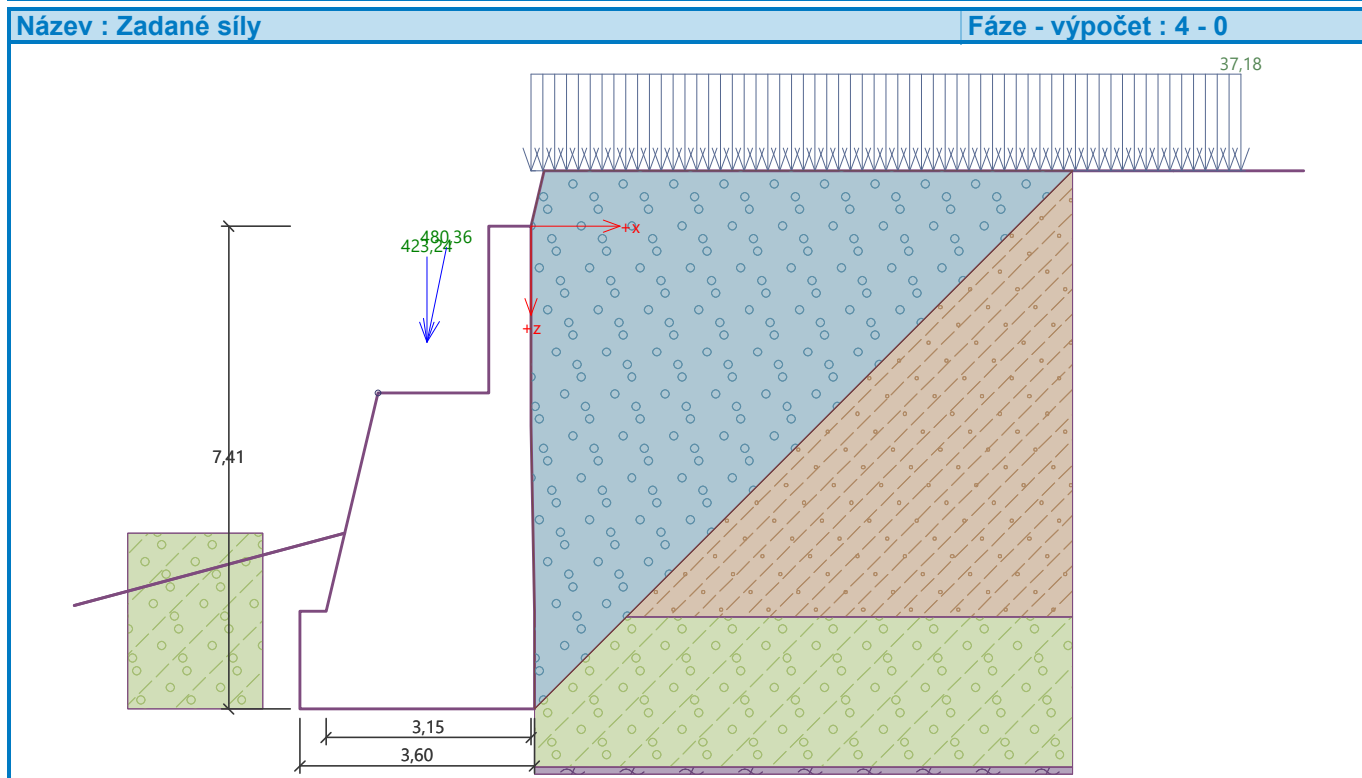 Název : Zadané síly
Fáze - výpočet : 4 - 0
37,18
+x
480,36
423,24
+z
7,41
3,15
3,60